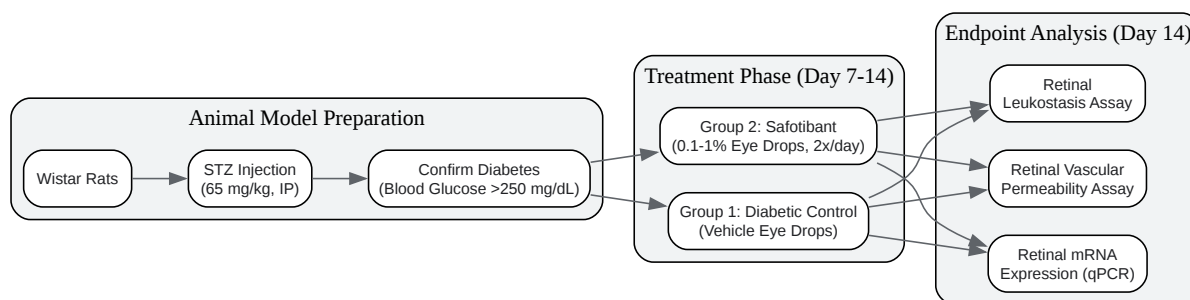 Animal Model Preparation
Wistar Rats
STZ Injection
(65 mg/kg, IP)
Confirm Diabetes
(Blood Glucose >250 mg/dL)
Treatment Phase (Day 7-14)
Group 2: Safotibant
(0.1-1% Eye Drops, 2x/day)
Group 1: Diabetic Control
(Vehicle Eye Drops)
Endpoint Analysis (Day 14)
Retinal
Leukostasis Assay
Retinal Vascular
Permeability Assay
Retinal mRNA
Expression (qPCR)